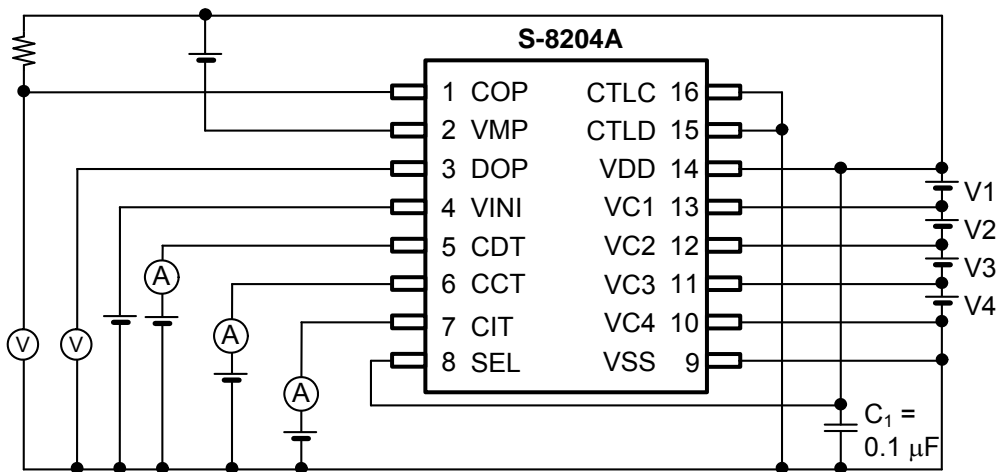 S-8204A
1 COP CTLC 16
2 VMP CTLD 15
3 DOP VDD 14
4 VINI VC1 13
5 CDT VC2 12
6 CCT VC3 11
7 CIT VC4 10
8 SEL VSS 9
V1
V2
V3
V4
V
V
A
A
A
C₁ =
0.1 µF